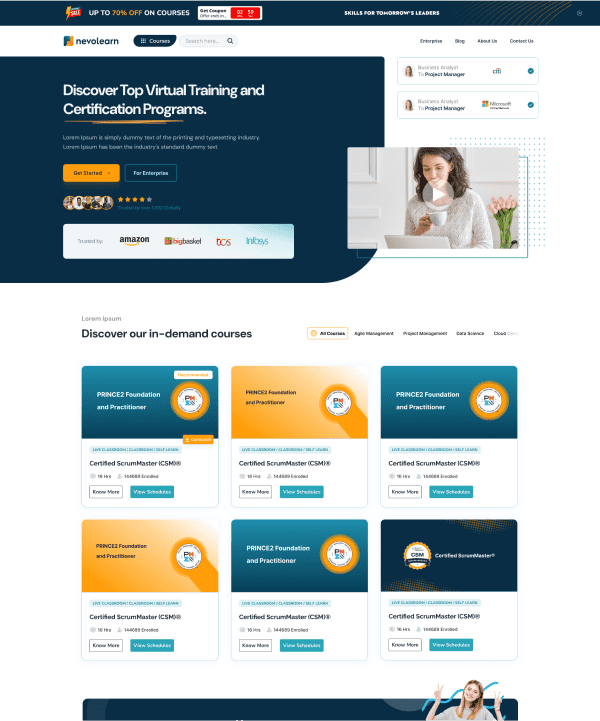 SALE
UP TO 70% OFF ON COURSES
Get Coupon
Offer ends in...
02
59
SKILLS FOR TOMORROW'S LEADERS
nevolearn
Courses
Search here...
Enterprise
Blog
About Us
Contact Us
Discover Top Virtual Training and
Certification Programs.
Lorem Ipsum is simply dummy text of the printing and typesetting industry.
Lorem Ipsum has been the industry's standard dummy text
Get Started
For Enterprise
Trusted by:
amazon
bigbasket
tcs
Infosys
Business Analyst
To Project Manager
citi
Business Analyst
To Project Manager
Microsoft
Lorem Ipsum
Discover our in-demand courses
All Courses
Agile Management
Project Management
Data Science
Cloud
Recommended
PRINCE2 Foundation
and Practitioner
LIVE CLASSROOM / CLASSROOM / SELF LEARN
Certified ScrumMaster (CSM)®
16 Hrs
144689 Enrolled
Know More
View Schedules
PRINCE2 Foundation
and Practitioner
LIVE CLASSROOM / CLASSROOM / SELF LEARN
Certified ScrumMaster (CSM)®
16 Hrs
144689 Enrolled
Know More
View Schedules
PRINCE2 Foundation
and Practitioner
LIVE CLASSROOM / CLASSROOM / SELF LEARN
Certified ScrumMaster (CSM)®
16 Hrs
144689 Enrolled
Know More
View Schedules
PRINCE2 Foundation
and Practitioner
LIVE CLASSROOM / CLASSROOM / SELF LEARN
Certified ScrumMaster (CSM)®
16 Hrs
144689 Enrolled
Know More
View Schedules
PRINCE2 Foundation
and Practitioner
LIVE CLASSROOM / CLASSROOM / SELF LEARN
Certified ScrumMaster (CSM)®
16 Hrs
144689 Enrolled
Know More
View Schedules
CSM
Certified ScrumMaster®
LIVE CLASSROOM / CLASSROOM / SELF LEARN
Certified ScrumMaster (CSM)®
16 Hrs
144689 Enrolled
Know More
View Schedules